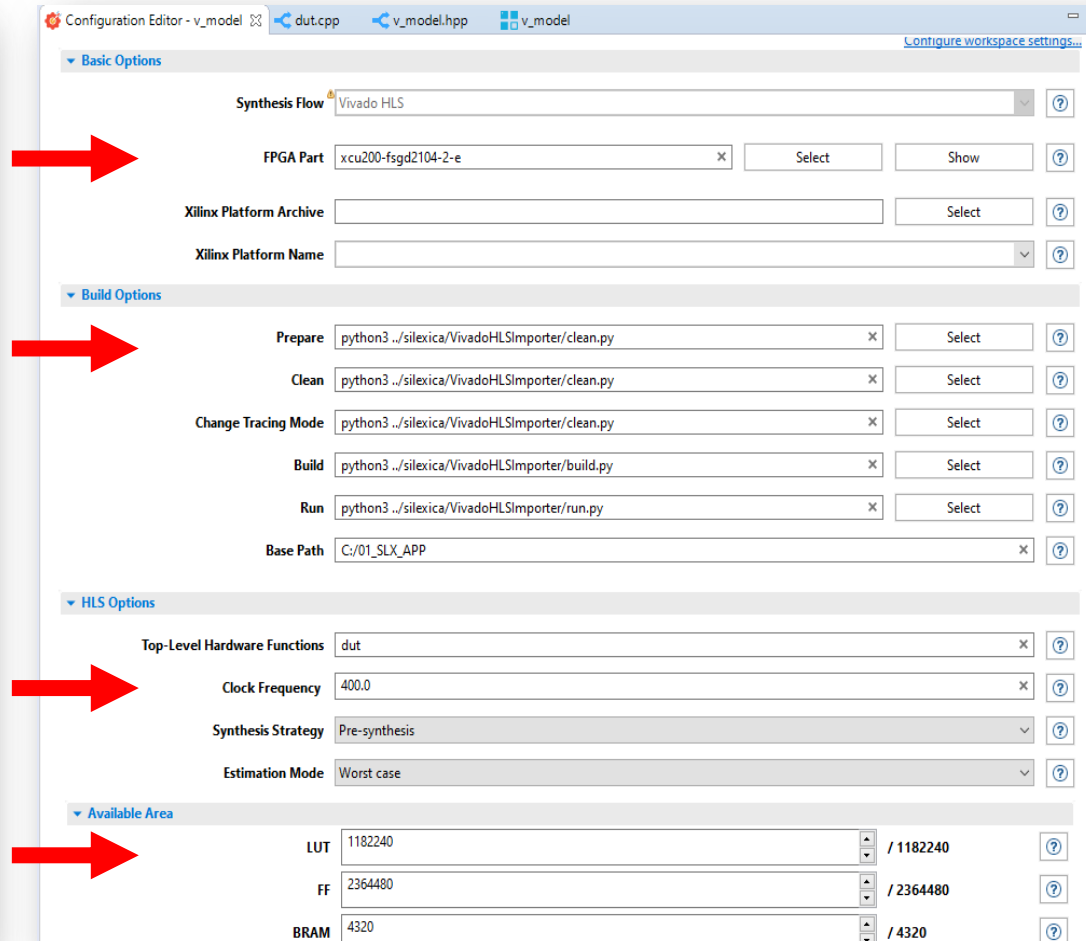 Configuration Editor - v_model dut.cpp v_model.hpp v_model
Configure workspace settings...
Basic Options
Synthesis Flow Vivado HLS
FPGA Part xcu200-fsgd2104-2-e Select Show
Xilinx Platform Archive Select
Xilinx Platform Name
Build Options
Prepare python3 ../silexica/VivadoHLSImporter/clean.py Select
Clean python3 ../silexica/VivadoHLSImporter/clean.py Select
Change Tracing Mode python3 ../silexica/VivadoHLSImporter/clean.py Select
Build python3 ../silexica/VivadoHLSImporter/build.py Select
Run python3 ../silexica/VivadoHLSImporter/run.py Select
Base Path C:/01_SLX_APP
HLS Options
Top-Level Hardware Functions dut
Clock Frequency 400.0
Synthesis Strategy Pre-synthesis
Estimation Mode Worst case
Available Area
LUT 1182240 / 1182240
FF 2364480 / 2364480
BRAM 4320 / 4320